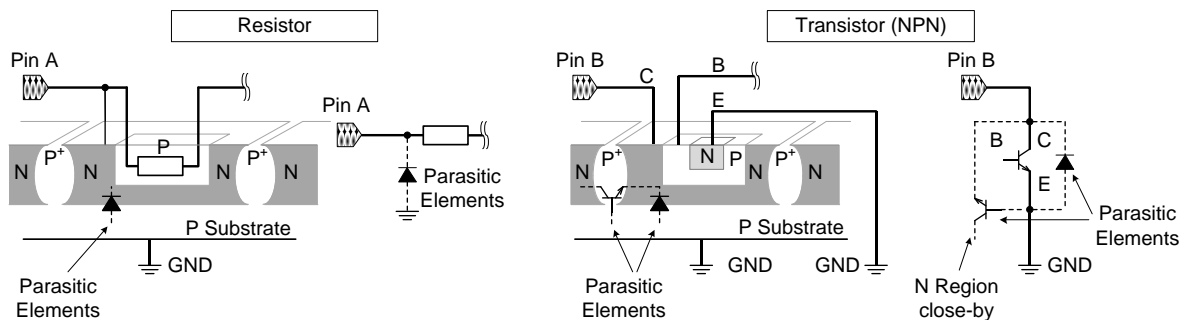 Resistor
Transistor (NPN)
Pin A
Pin B
C
B
E
Pin B
Pin A
P
N
P+
N
P+
N
N
P+
N
N
P
P+
N
B
C
E
Parasitic
Elements
P Substrate
GND
Parasitic
Elements
P Substrate
GND
GND
Parasitic
Elements
Parasitic
Elements
GND
N Region
close-by